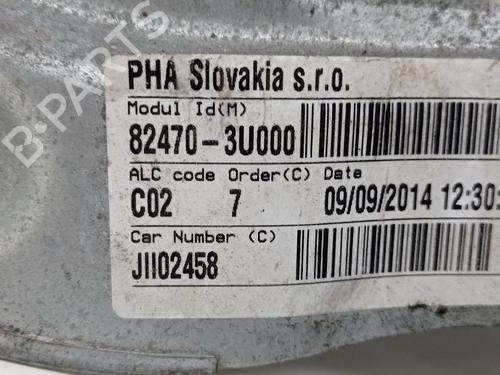 PHA Slovakia s.r.o.
Modul Id(M)
82470-3U000
ALC code Order(C) Date
C02 7 09/09/2014 12:30:
Car Number (C)
JII02458
B-PARTS